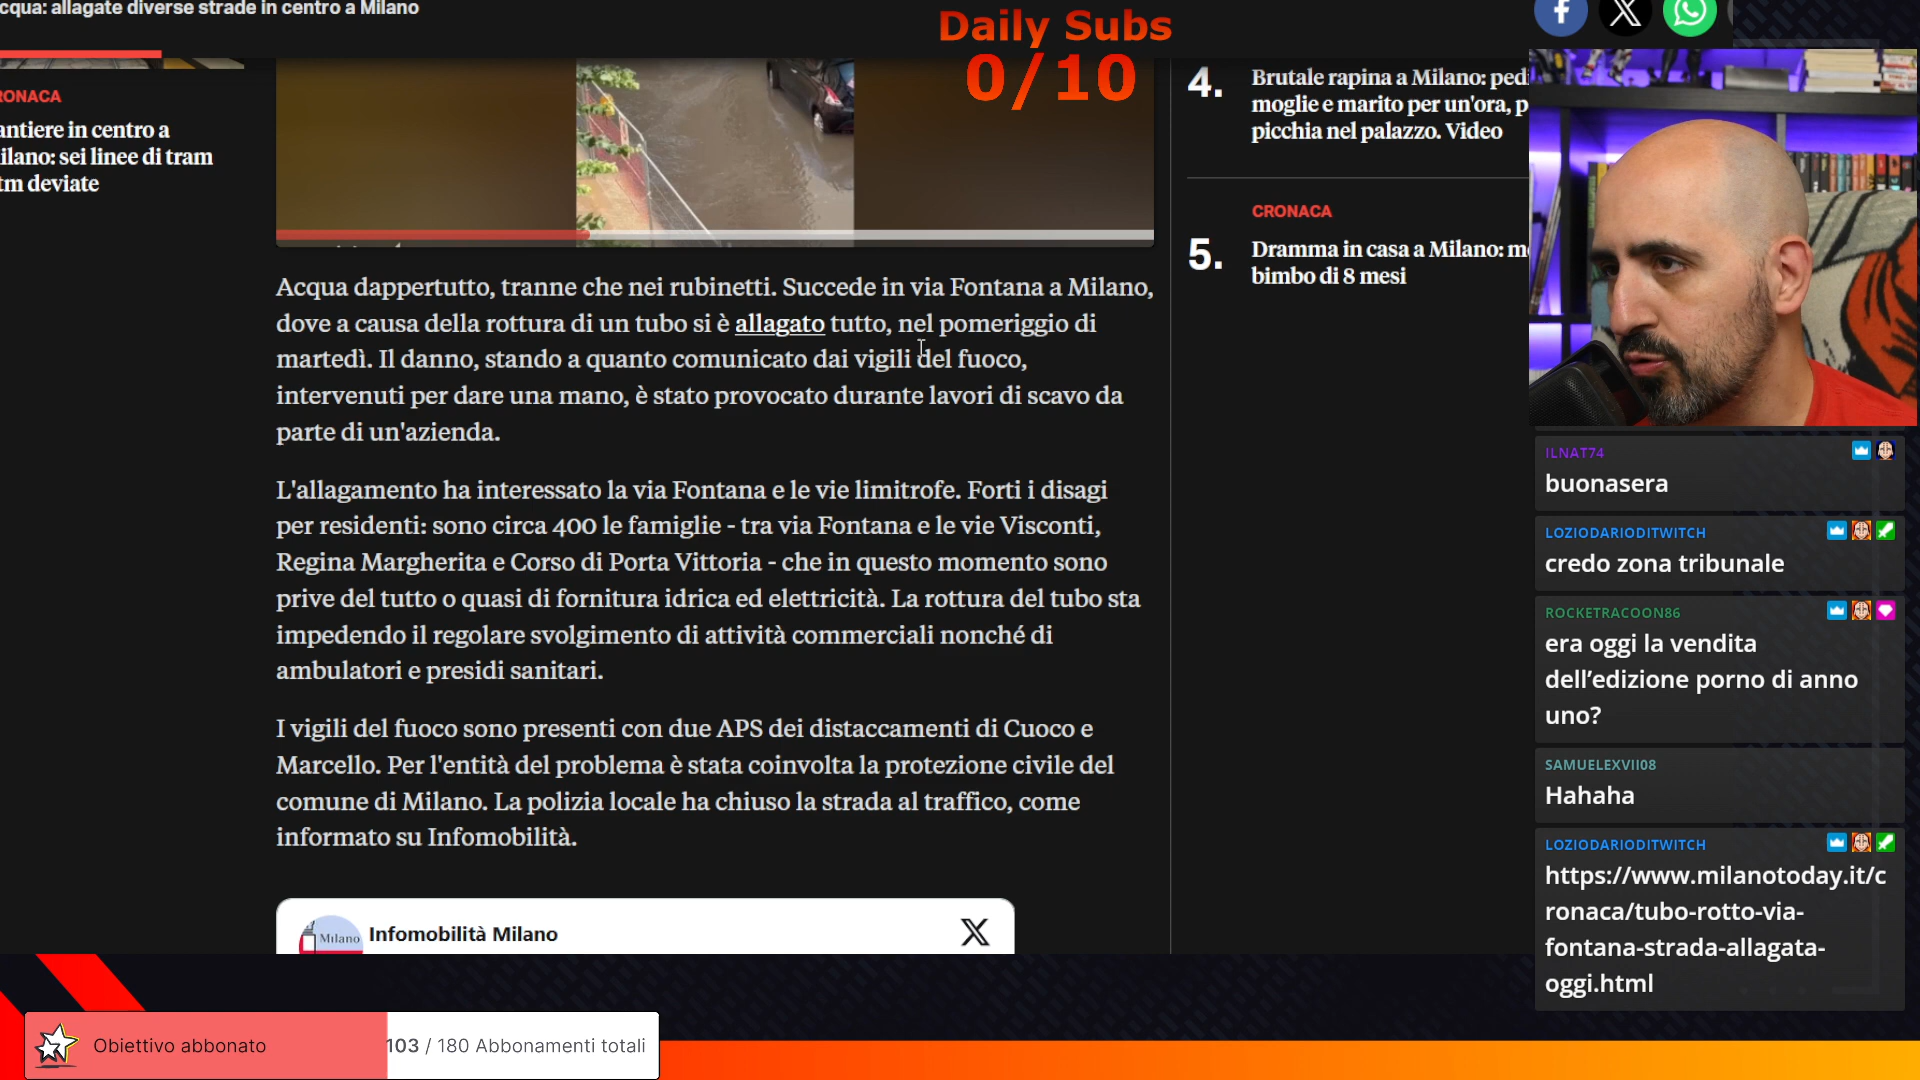 cqua: allagate diverse strade in centro a Milano
Daily Subs
0/10
RONACA
antiere in centro a
ilano: sei linee di tram
tm deviate
4.
Brutale rapina a Milano: pedi
moglie e marito per un'ora, p
picchia nel palazzo. Video
CRONACA
5.
Dramma in casa a Milano: mo
bimbo di 8 mesi
Acqua dappertutto, tranne che nei rubinetti. Succede in via Fontana a Milano,
dove a causa della rottura di un tubo si è allagato tutto, nel pomeriggio di
martedì. Il danno, stando a quanto comunicato dai vigili del fuoco,
intervenuti per dare una mano, è stato provocato durante lavori di scavo da
parte di un'azienda.
L'allagamento ha interessato la via Fontana e le vie limitrofe. Forti i disagi
per residenti: sono circa 400 le famiglie - tra via Fontana e le vie Visconti,
Regina Margherita e Corso di Porta Vittoria - che in questo momento sono
prive del tutto o quasi di fornitura idrica ed elettricità. La rottura del tubo sta
impedendo il regolare svolgimento di attività commerciali nonché di
ambulatori e presidi sanitari.
I vigili del fuoco sono presenti con due APS dei distaccamenti di Cuoco e
Marcello. Per l'entità del problema è stata coinvolta la protezione civile del
comune di Milano. La polizia locale ha chiuso la strada al traffico, come
informato su Infomobilità.
Milano
Infomobilità Milano
ILNAT74
buonasera
LOZIODARIODITWITCH
credo zona tribunale
ROCKETRACOON86
era oggi la vendita
dell’edizione porno di anno
uno?
SAMUELEXVII08
Hahaha
LOZIODARIODITWITCH
https://www.milanotoday.it/c
ronaca/tubo-rotto-via-
fontana-strada-allagata-
oggi.html
Obiettivo abbonato
103 / 180 Abbonamenti totali